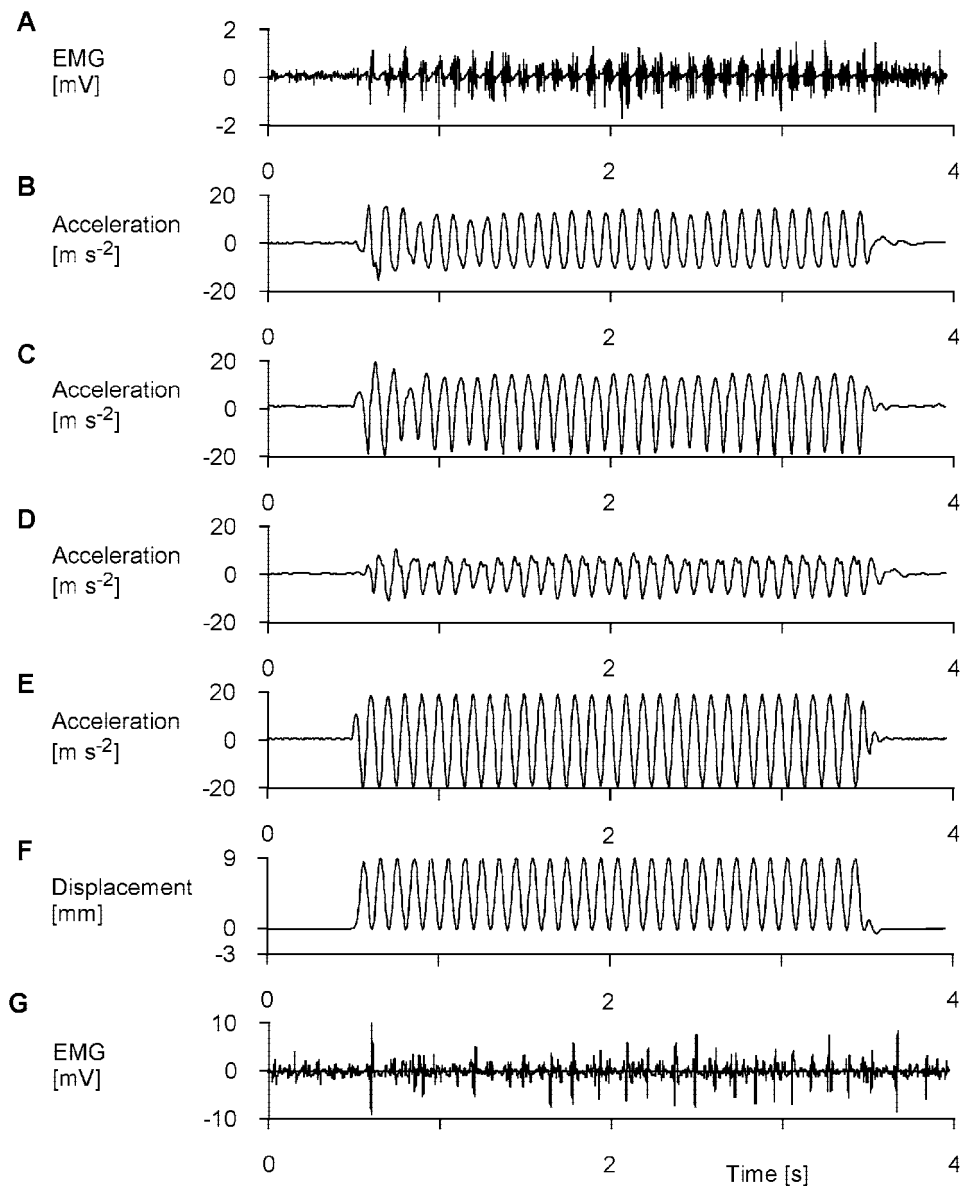 A
EMG
[mV]
2
0
-2
0 2 4
B
Acceleration
[m s-2]
20
0
-20
0 2 4
C
Acceleration
[m s-2]
20
0
-20
0 2 4
D
Acceleration
[m s-2]
20
0
-20
0 2 4
E
Acceleration
[m s-2]
20
0
-20
0 2 4
F
Displacement
[mm]
9
0
-3
0 2 4
G
EMG
[mV]
10
0
-10
0 2 4
Time [s]